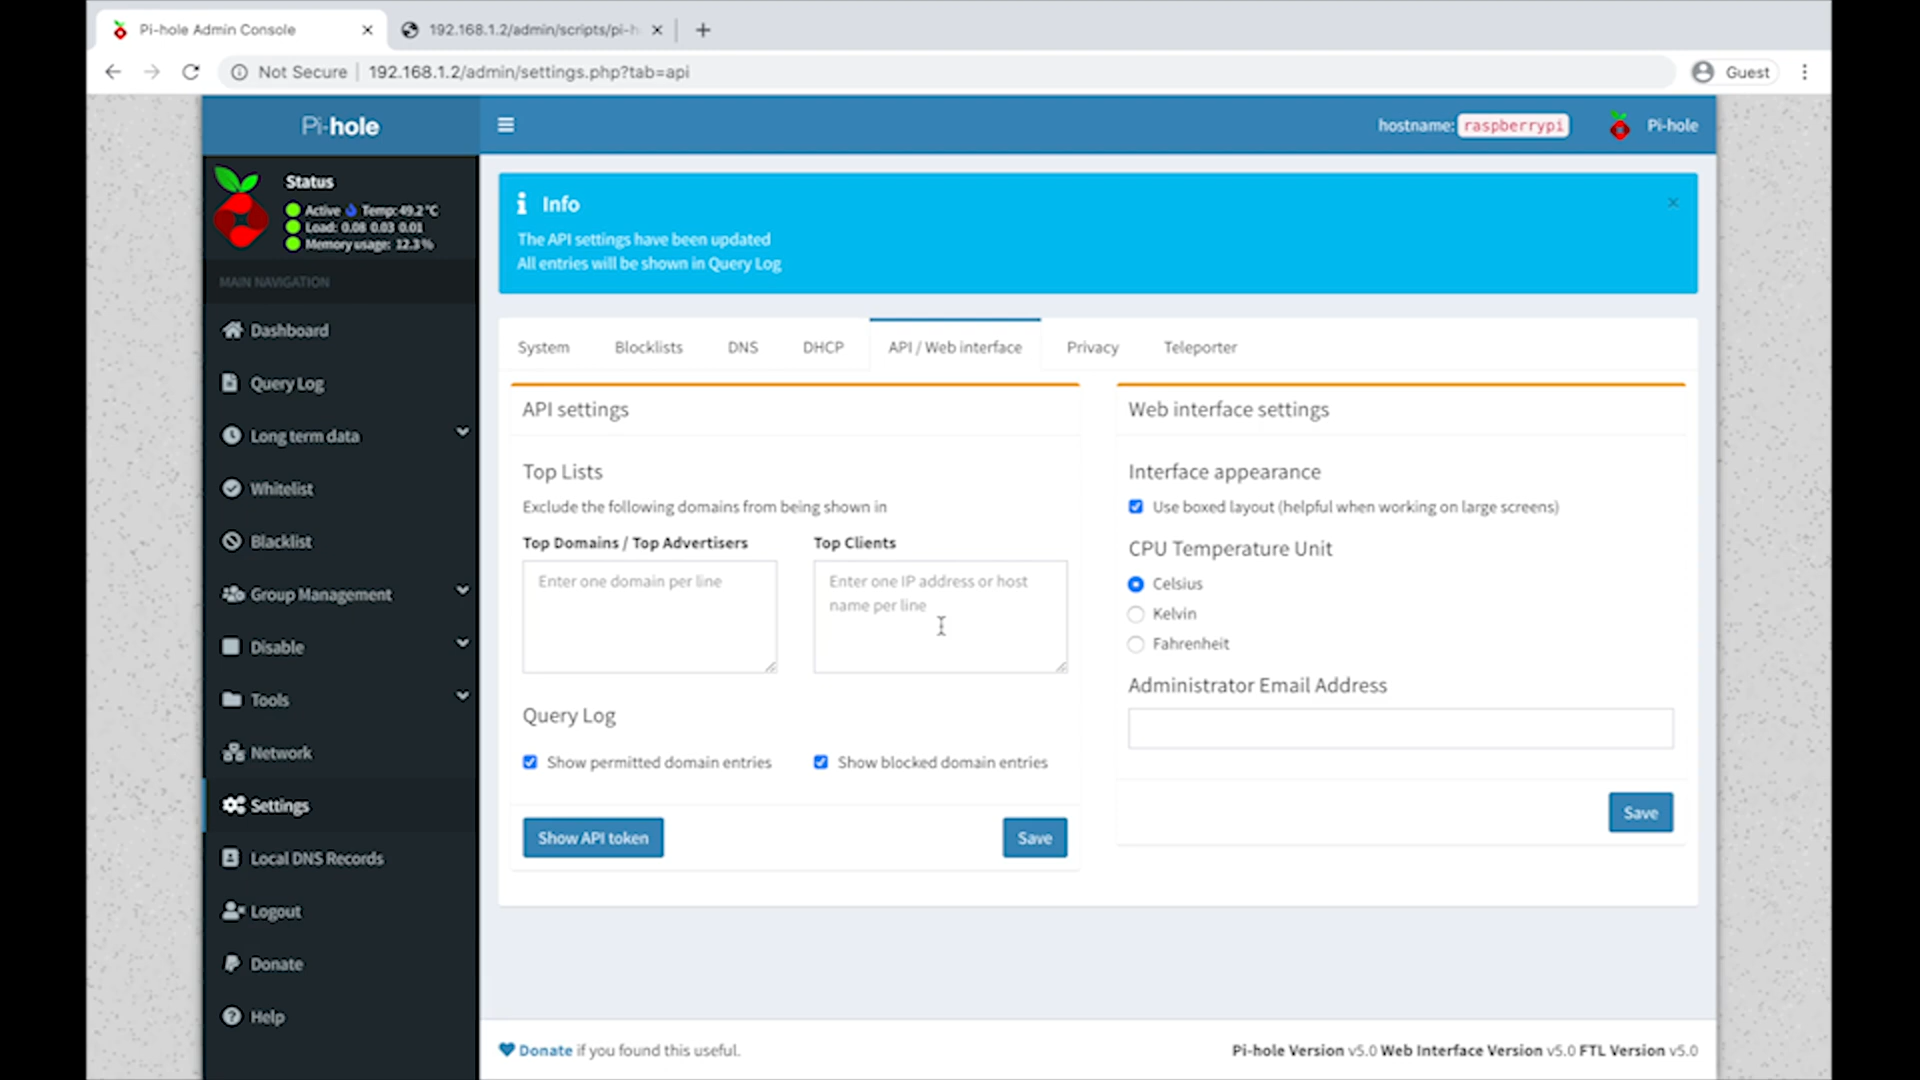 Pi-hole Admin Console
192.168.1.2/admin/scripts/pi-h
Not Secure
192.168.1.2/admin/settings.php?tab=api
Guest
Pi-hole
hostname: raspberrypi
Pi-hole
Status
Active Temp: 49.2 °C
Load: 0.08 0.03 0.01
Memory usage: 12.3 %
MAIN NAVIGATION
Dashboard
Query Log
Long term data
Whitelist
Blacklist
Group Management
Disable
Tools
Network
Settings
Local DNS Records
Logout
Donate
Help
Info
The API settings have been updated
All entries will be shown in Query Log
System
Blocklists
DNS
DHCP
API / Web interface
Privacy
Teleporter
API settings
Top Lists
Exclude the following domains from being shown in
Top Domains / Top Advertisers
Top Clients
Enter one domain per line
Enter one IP address or host
name per line
Query Log
Show permitted domain entries
Show blocked domain entries
Show API token
Save
Web interface settings
Interface appearance
Use boxed layout (helpful when working on large screens)
CPU Temperature Unit
Celsius
Kelvin
Fahrenheit
Administrator Email Address
Save
Donate if you found this useful.
Pi-hole Version v5.0 Web Interface Version v5.0 FTL Version v5.0